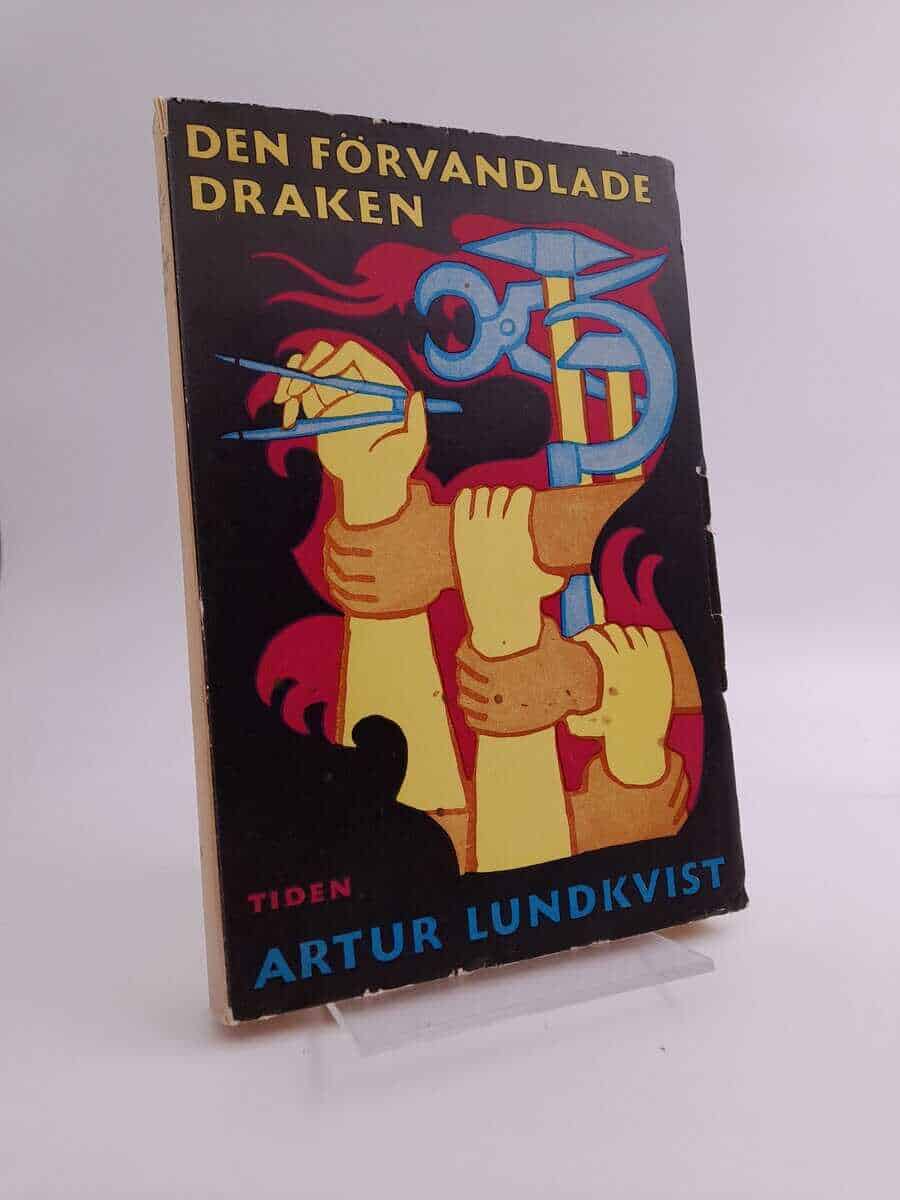 DEN FÖRVANDLADE
DRAKEN
TIDEN
ARTUR LUNDKVIST